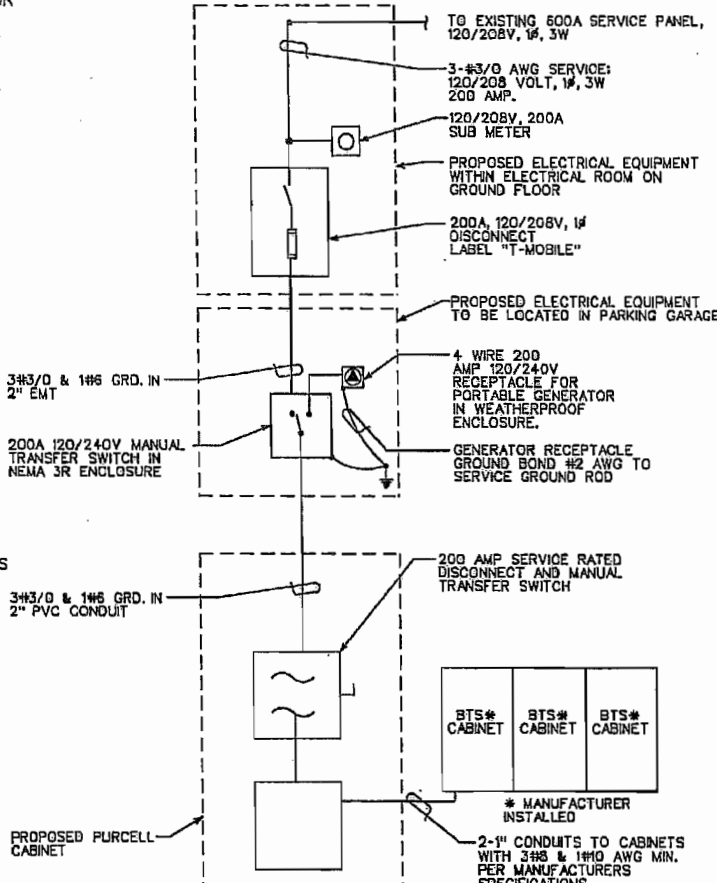 TO EXISTING 600A SERVICE PANEL,
120/208V, 1Ø, 3W
3-#3/0 AWG SERVICE:
120/208 VOLT, 1Ø, 3W
200 AMP.
120/208V, 200A
SUB METER
PROPOSED ELECTRICAL EQUIPMENT
WITHIN ELECTRICAL ROOM ON
GROUND FLOOR
200A, 120/208V, 1Ø
DISCONNECT
LABEL "T-MOBILE"
PROPOSED ELECTRICAL EQUIPMENT
TO BE LOCATED IN PARKING GARAGE
3#3/0 & 1#6 GRD. IN
2" EMT
4 WIRE 200
AMP 120/240V
RECEPTACLE FOR
PORTABLE GENERATOR
IN WEATHERPROOF
ENCLOSURE.
200A 120/240V MANUAL
TRANSFER SWITCH IN
NEMA 3R ENCLOSURE
GENERATOR RECEPTACLE
GROUND BOND #2 AWG TO
SERVICE GROUND ROD
S
200 AMP SERVICE RATED
DISCONNECT AND MANUAL
TRANSFER SWITCH
3#3/0 & 1#6 GRD. IN
2" PVC CONDUIT
BTS* CABINET
BTS* CABINET
BTS* CABINET
* MANUFACTURER
INSTALLED
PROPOSED PURCELL
CABINET
2-1" CONDUITS TO CABINETS
WITH 3#8 & 1#10 AWG MIN.
PER MANUFACTURERS
SPECIFICATIONS